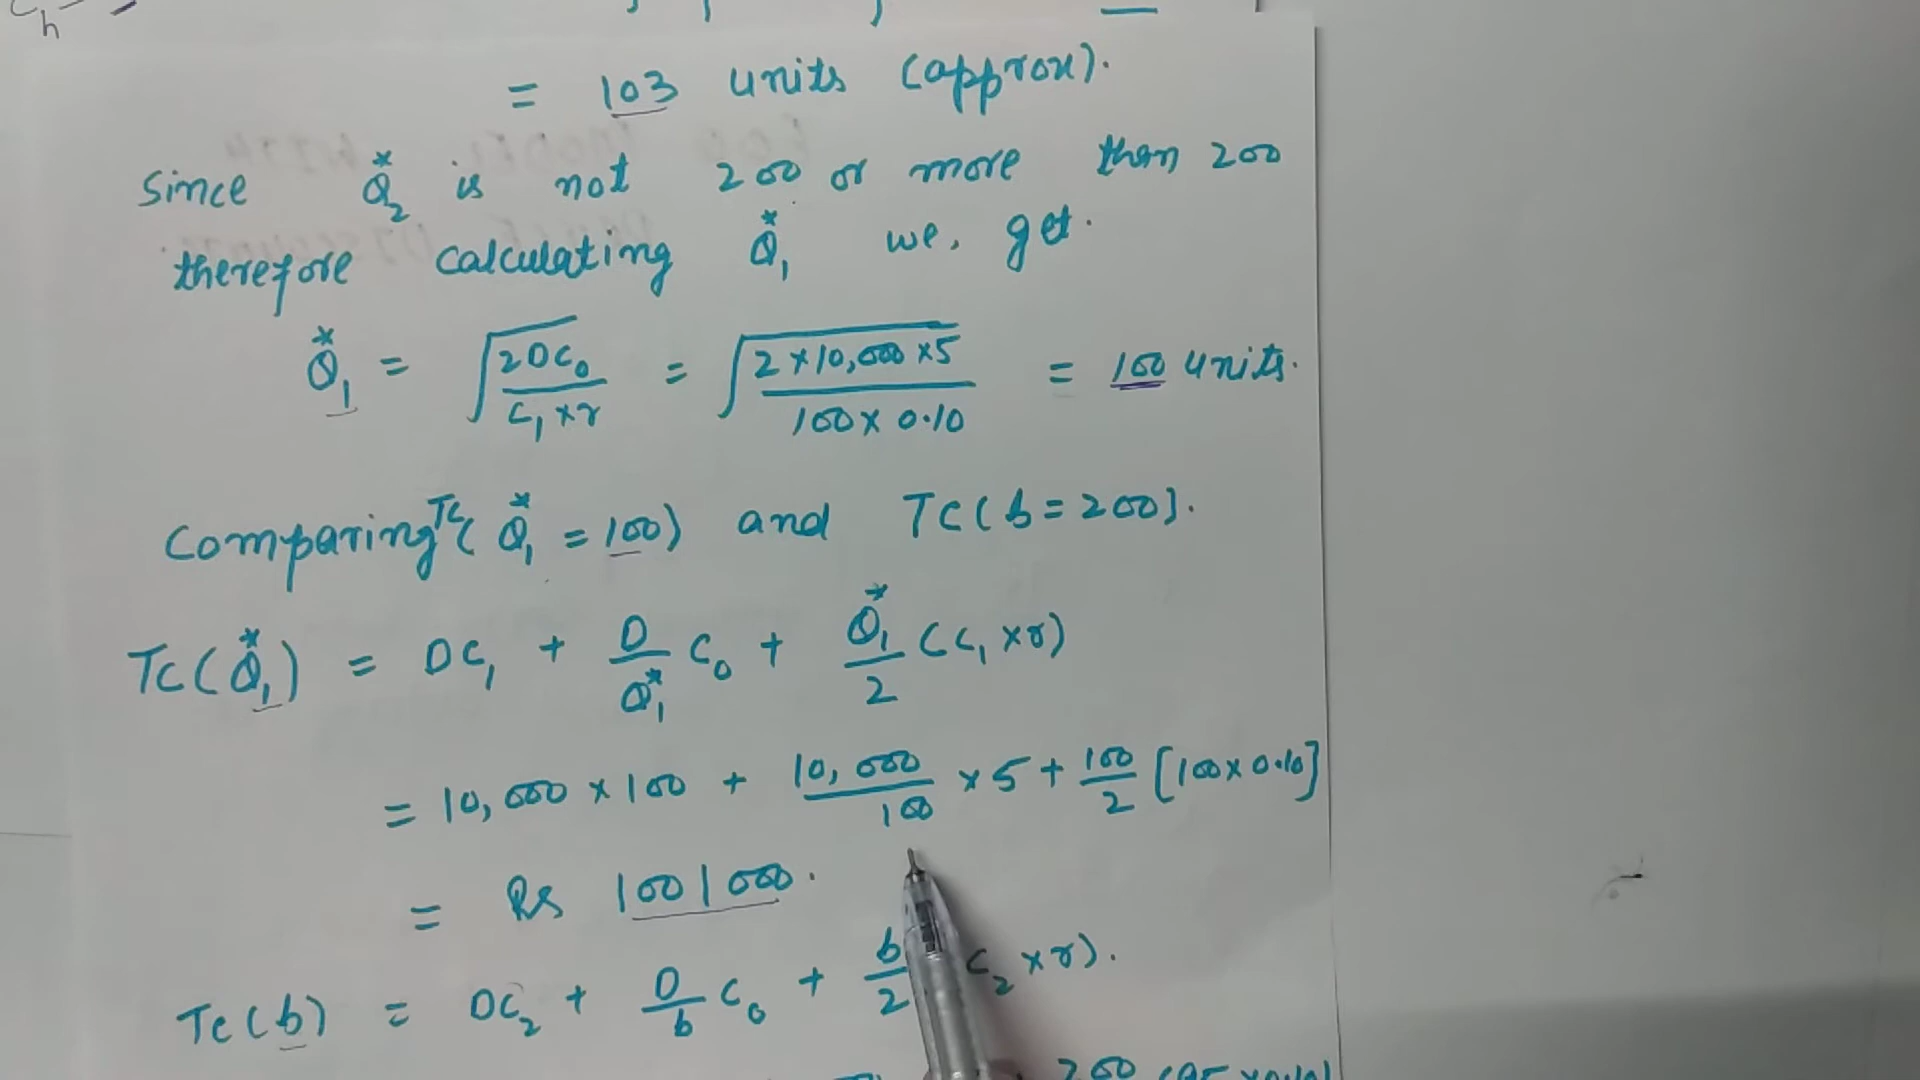 h
= 103 units (approx).
Since Q₂* is not 200 or more than 200
therefore calculating Q₁* we, get.
Q₁* = √(2DC₀ / C₁×r) = √(2×10,000×5 / 100×0.10) = 100 units.
Comparing TC(Q₁* = 100) and TC(b=200).
TC(Q₁*) = DC₁ + D/Q₁* C₀ + Q₁*/2 (C₁×r)
= 10,000 × 100 + 10,000/100 × 5 + 100/2 [100×0.10]
= Rs 1001000.
TC(b) = DC₂ + D/b C₀ + b/2 C₂×r).
200